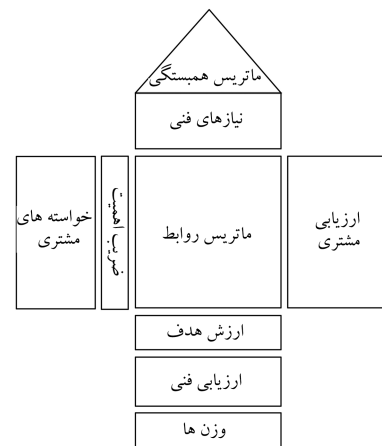 ماتریس همبستگی
نیازهای فنی
خواسته های
مشتری
ضریب اهمیت
ماتریس روابط
ارزیابی
مشتری
ارزش هدف
ارزیابی فنی
وزن ها